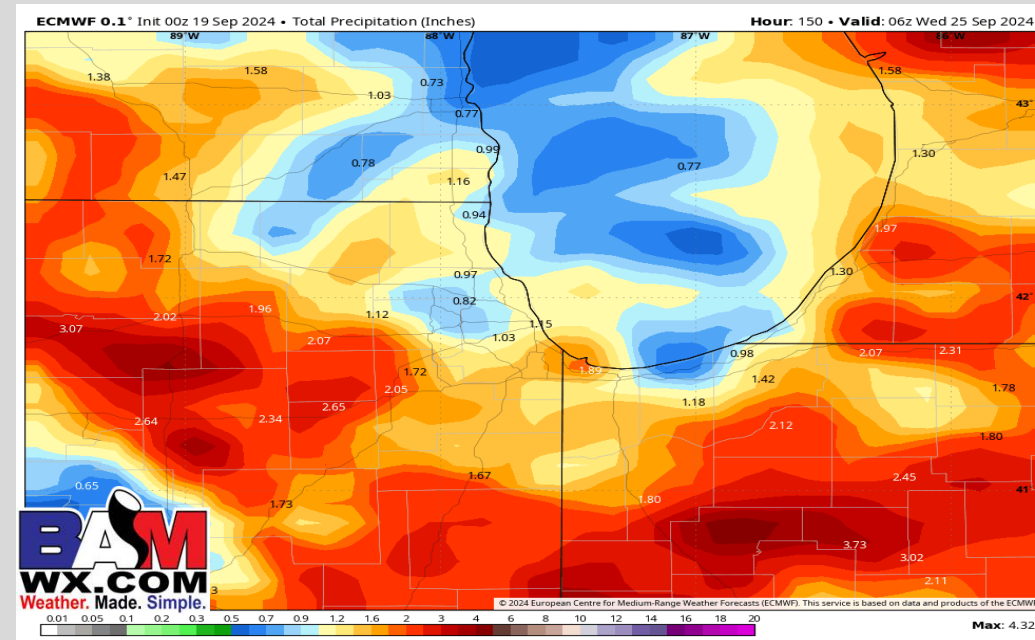 ECMWF 0.1° Init 00z 19 Sep 2024 • Total Precipitation (Inches)
Hour: 150 • Valid: 06z Wed 25 Sep 2024
89°W 88°W 87°W 86°W
1.38 1.58 1.03 0.73 1.58
0.77 43°
0.78 0.99 0.77 1.30
1.47 1.16
0.94 1.97
1.72 0.97 1.30
0.82 42°
3.07 2.02 1.96 1.12 1.15
2.07 1.03 0.98 2.07 2.31
1.72 1.89 1.42 1.78
2.64 2.34 2.65 2.05 1.18
2.12 1.80
0.65 1.67 2.45 41°
1.73 1.80
3.73 3.02
2.11
BAM
WX.COM
Weather. Made. Simple.
© 2024 European Centre for Medium-Range Weather Forecasts (ECMWF). This service is based on data and products of the ECMWF
0.01 0.05 0.1 0.2 0.3 0.4 0.5 0.7 0.9 1.2 1.6 2 3 4 6 8 10 12 14 16 18 20
Max: 4.32